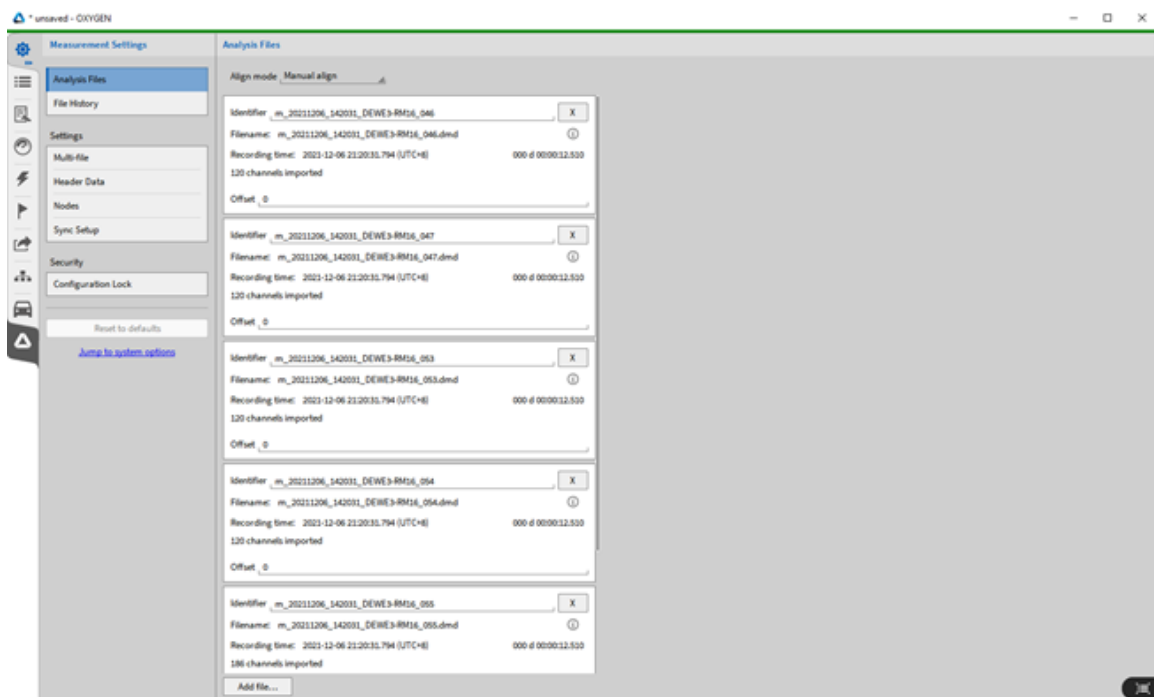 * unsaved - OXYGEN
Measurement Settings
Analysis Files
File History
Settings
Multi-file
Header Data
Nodes
Sync Setup
Security
Configuration Lock
Reset to defaults
Jump to system options
Analysis Files
Align mode Manual align
Identifier m_20211206_142031_DEWE3-RM16_046 X
Filename: m_20211206_142031_DEWE3-RM16_046.dmd
Recording time: 2021-12-06 21:20:31.794 (UTC+8) 000 d 00:00:12.510
120 channels imported
Offset 0
Identifier m_20211206_142031_DEWE3-RM16_047 X
Filename: m_20211206_142031_DEWE3-RM16_047.dmd
Recording time: 2021-12-06 21:20:31.794 (UTC+8) 000 d 00:00:12.510
120 channels imported
Offset 0
Identifier m_20211206_142031_DEWE3-RM16_053 X
Filename: m_20211206_142031_DEWE3-RM16_053.dmd
Recording time: 2021-12-06 21:20:31.794 (UTC+8) 000 d 00:00:12.510
120 channels imported
Offset 0
Identifier m_20211206_142031_DEWE3-RM16_054 X
Filename: m_20211206_142031_DEWE3-RM16_054.dmd
Recording time: 2021-12-06 21:20:31.794 (UTC+8) 000 d 00:00:12.510
120 channels imported
Offset 0
Identifier m_20211206_142031_DEWE3-RM16_055 X
Filename: m_20211206_142031_DEWE3-RM16_055.dmd
Recording time: 2021-12-06 21:20:31.794 (UTC+8) 000 d 00:00:12.510
186 channels imported
Add file...